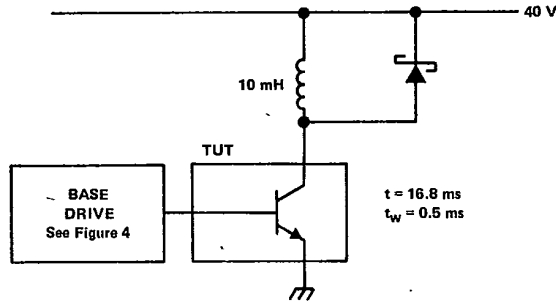 40 V
10 mH
TUT
BASE
DRIVE
See Figure 4
t = 16.8 ms
tw = 0.5 ms